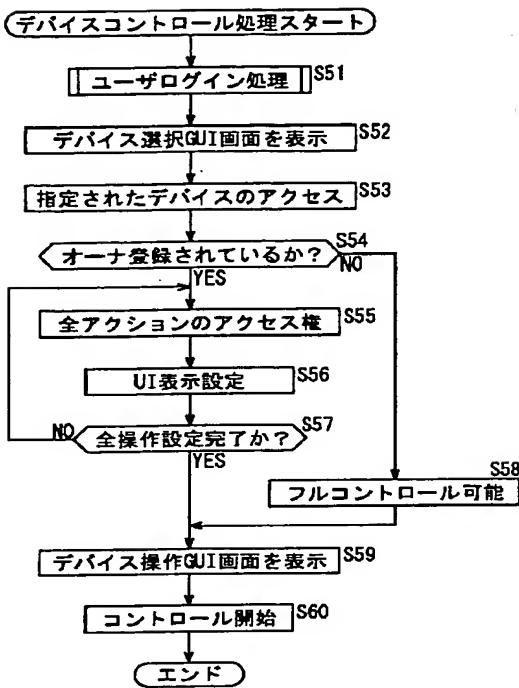 デバイスコントロール処理スタート
ユーザログイン処理 S51
デバイス選択GUI画面を表示 S52
指定されたデバイスのアクセス S53
オーナ登録されているか? S54
NO
YES
全アクションのアクセス権 S55
UI表示設定 S56
NO 全操作設定完了か? S57
YES
S58
フルコントロール可能
デバイス操作GUI画面を表示 S59
コントロール開始 S60
エンド